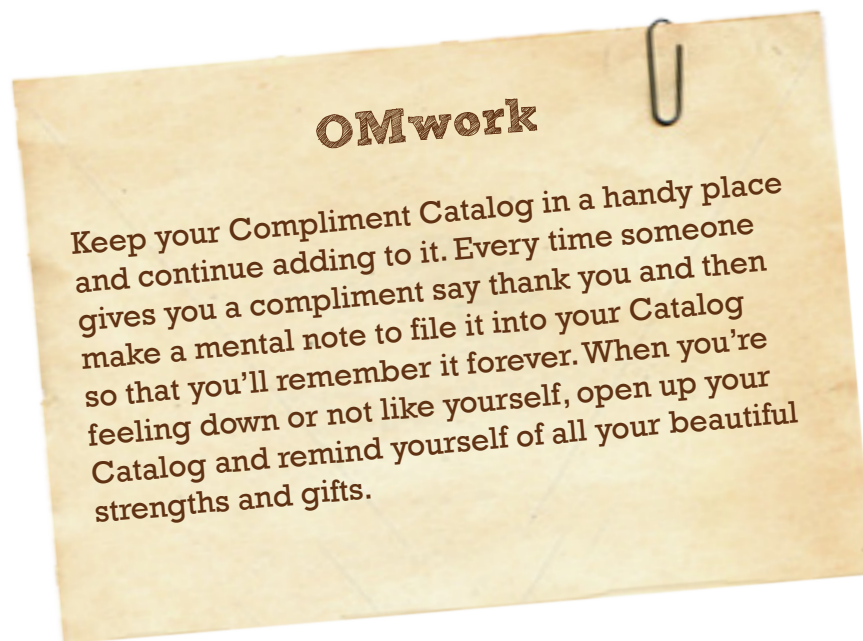 OMwork
Keep your Compliment Catalog in a handy place
and continue adding to it. Every time someone
gives you a compliment say thank you and then
make a mental note to file it into your Catalog
so that you’ll remember it forever. When you’re
feeling down or not like yourself, open up your
Catalog and remind yourself of all your beautiful
strengths and gifts.